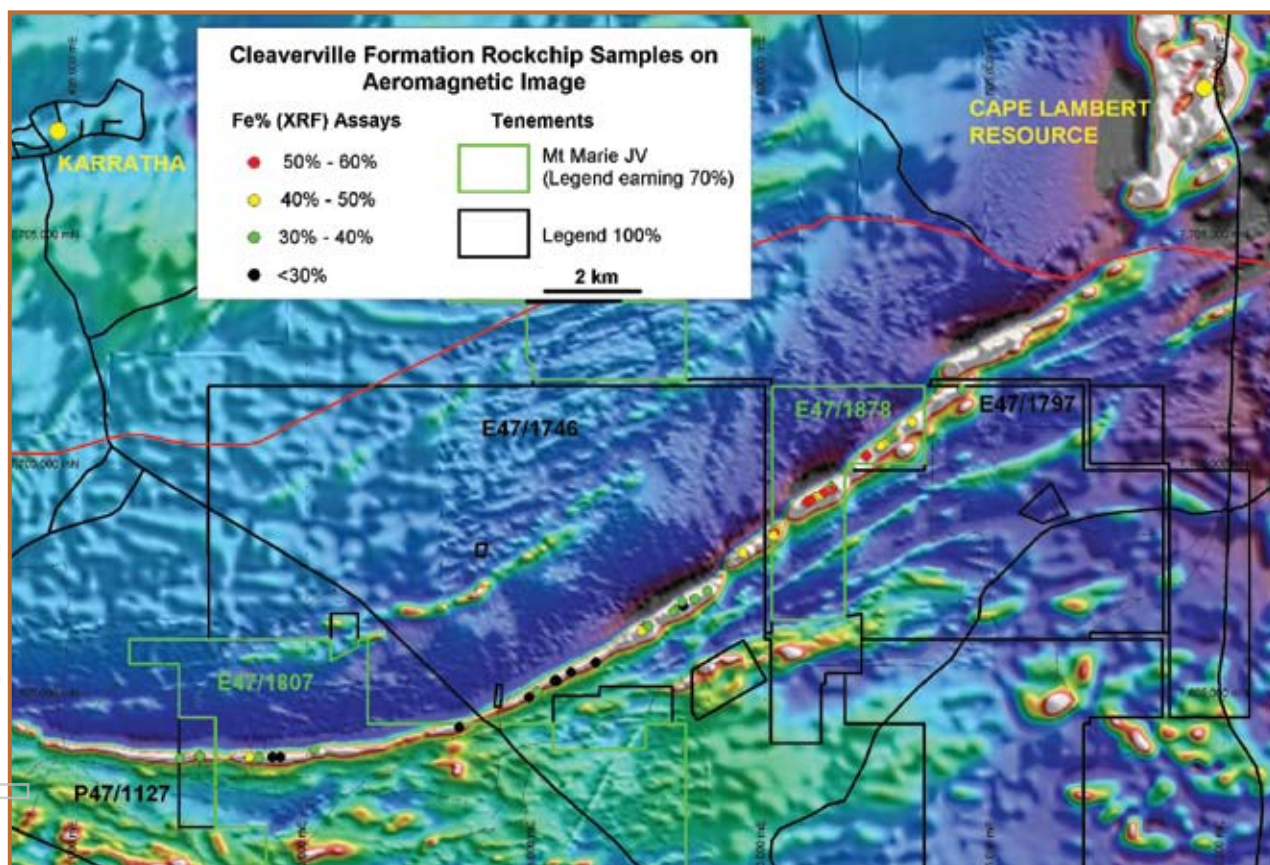 Cleaverville Formation Rockchip Samples on
Aeromagnetic Image
Fe% (XRF) Assays
Tenements
50% - 60%
Mt Marie JV
(Legend earning 70%)
40% - 50%
30% - 40%
Legend 100%
<30%
2 km
KARRATHA
CAPE LAMBERT
RESOURCE
E47/1746
E47/1878
E47/1797
E47/1807
P47/1127